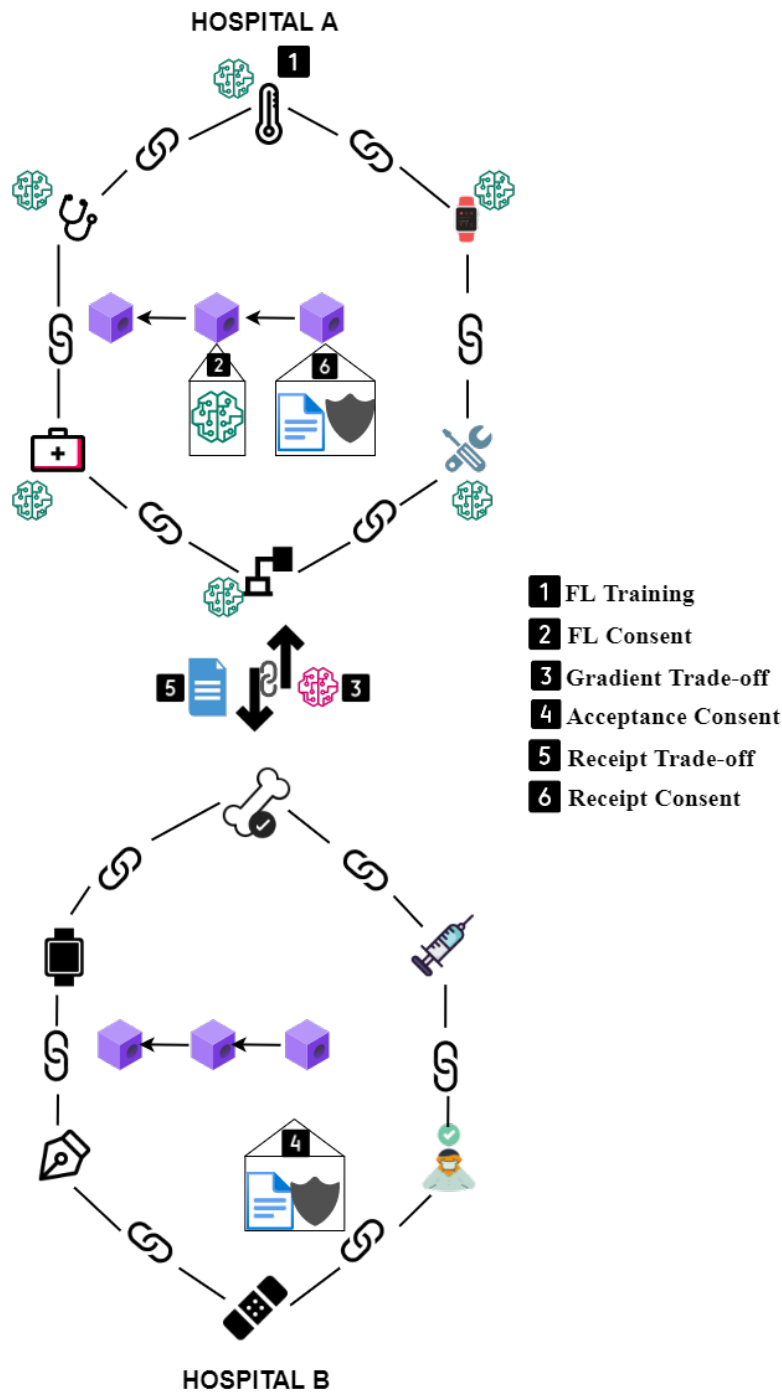 HOSPITAL A
1
2
6
1 FL Training
2 FL Consent
3 Gradient Trade-off
4 Acceptance Consent
5 Receipt Trade-off
6 Receipt Consent
5
3
4
HOSPITAL B